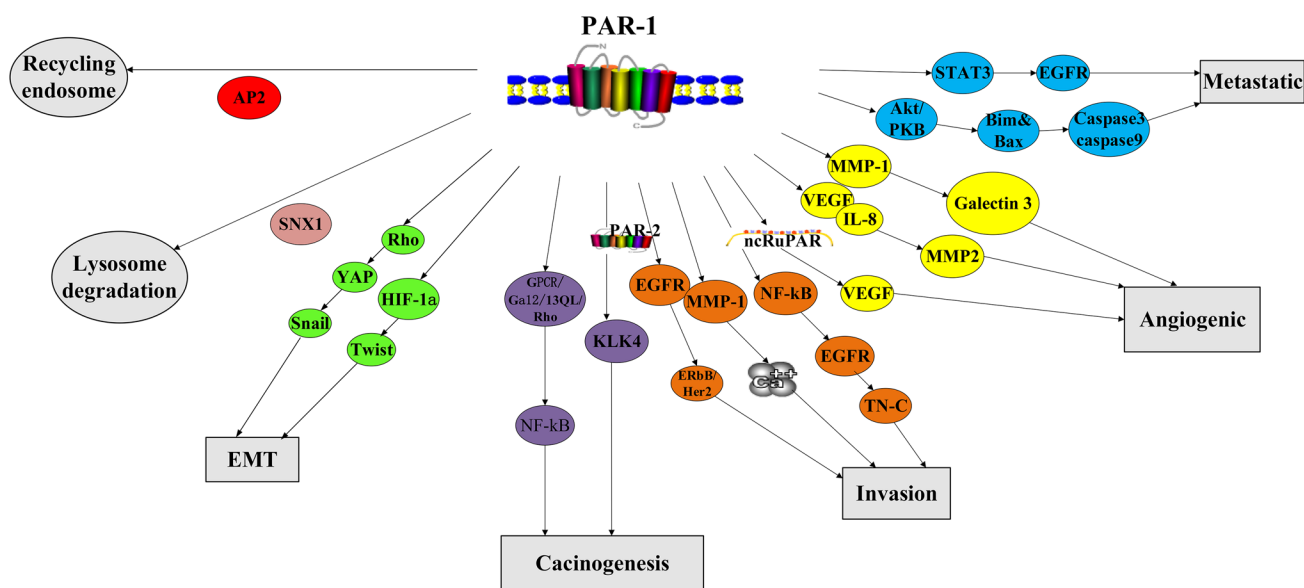 PAR-1
N
C
Recycling
endosome
AP2
STAT3
EGFR
Metastatic
Akt/
PKB
Bim&
Bax
Caspase3
caspase9
MMP-1
Galectin 3
VEGF
IL-8
MMP2
SNX1
Rho
Lysosome
degradation
YAP
HIF-1a
Snail
Twist
PAR-2
ncRuPAR
GPCR/
Ga12/13QL/
Rho
EGFR
MMP-1
NF-kB
VEGF
Angiogenic
KLK4
EGFR
ERbB/
Her2
Ca+++
TN-C
NF-kB
EMT
Invasion
Cacinogenesis